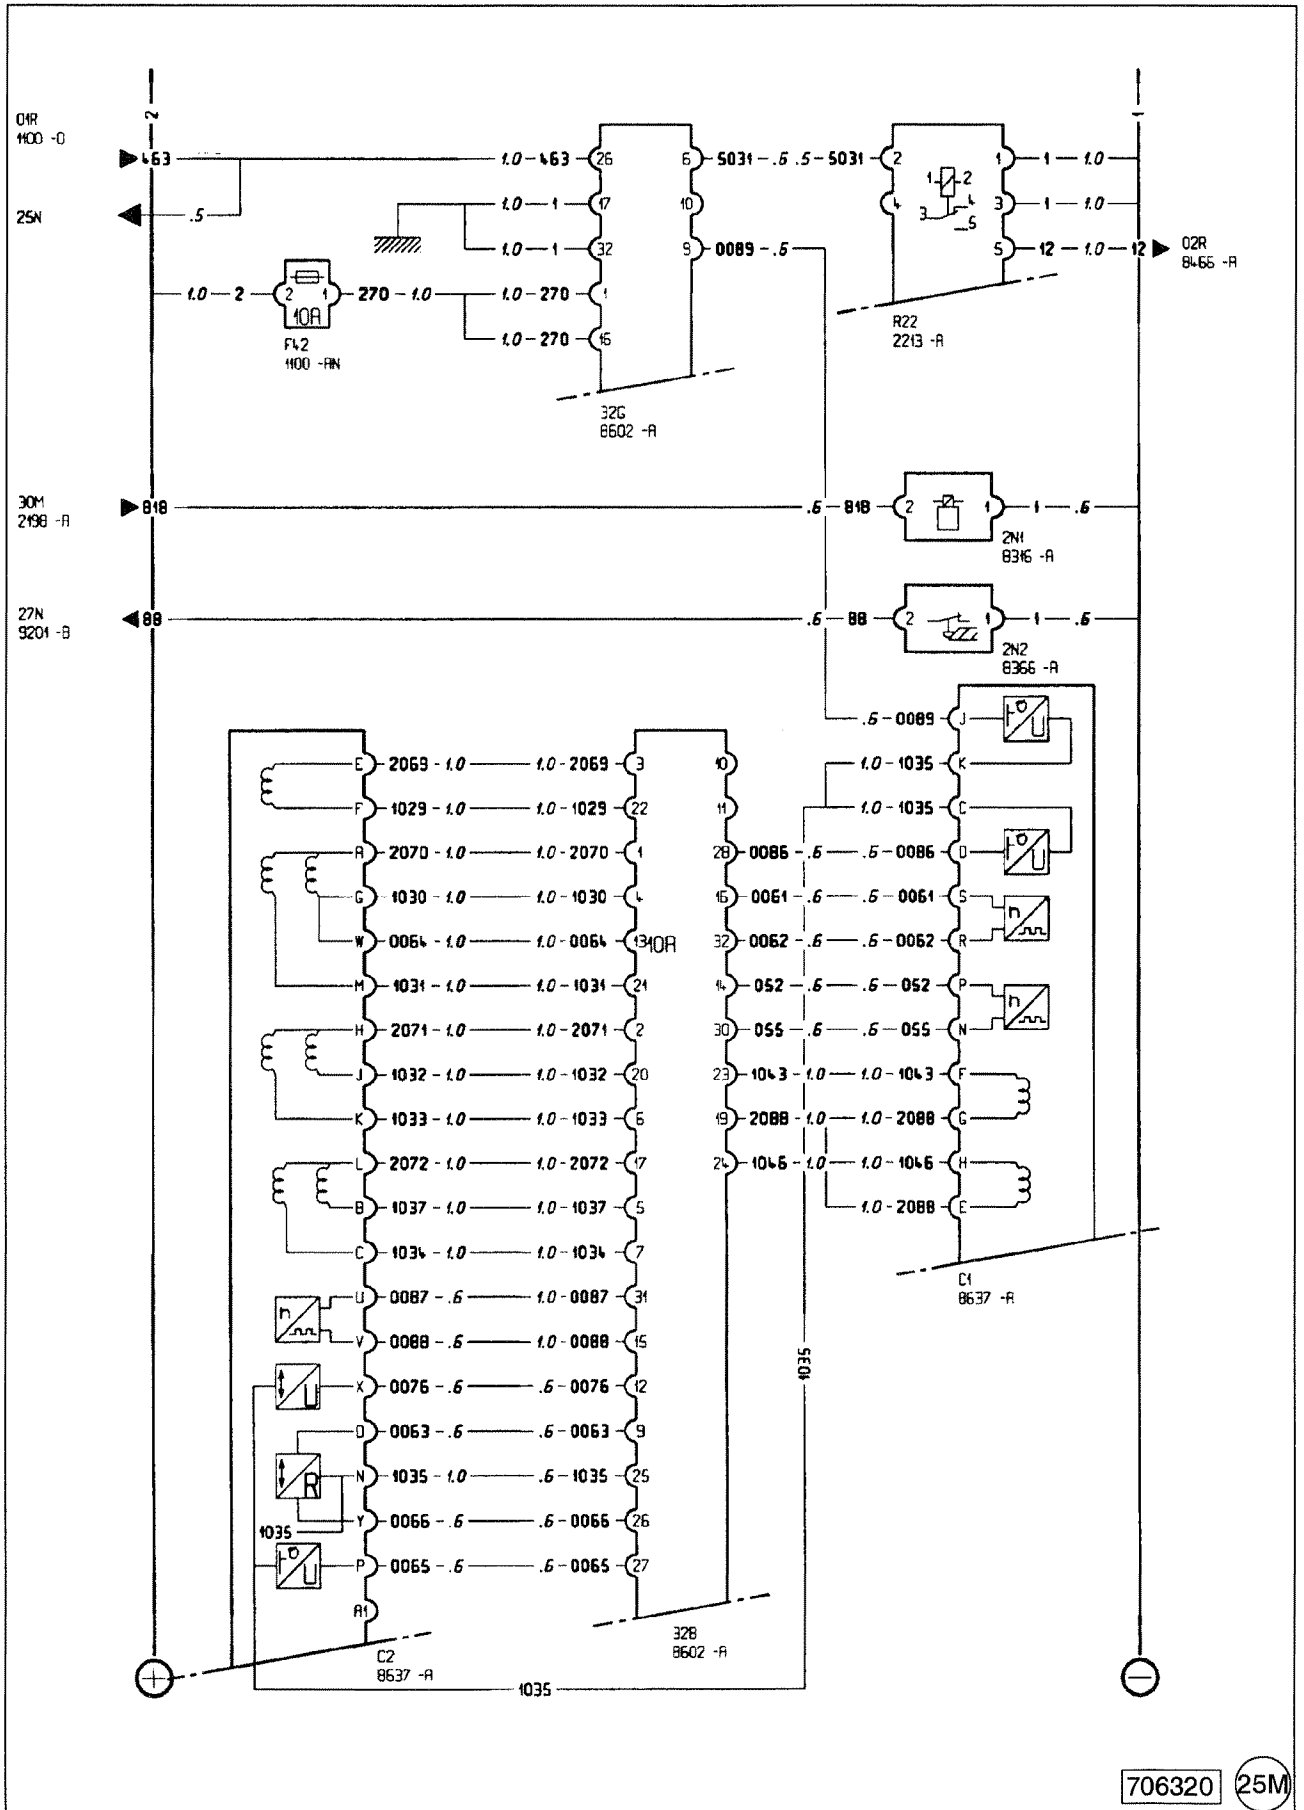 2 1
01R
1100 -O
463 1.0 - 463 26 6 5031 - .6 .5 - 5031 2 1 1 - 1.0
1 2
25N .5 1.0 - 1 17 10 4 3 4 5 3 1 - 1.0
1.0 - 1 32 9 0089 - .6 5 12 - 1.0 - 12 02R
8466 -A
1.0 - 2 2 1 270 - 1.0 1.0 - 270 1
10A
F42
1100 -AN
1.0 - 270 16
R22
2213 -A
32G
8602 -A
30M
2198 -A
818 .6 - 818 2 1 1 - .6
2N1
8316 -A
27N
9201 -B
88 .6 - 88 2 1 1 - .6
2N2
8366 -A
.6 - 0089 J U
E 2069 - 1.0 1.0 - 2069 3 10 1.0 - 1035 K
F 1029 - 1.0 1.0 - 1029 22 11 1.0 - 1035 C
A 2070 - 1.0 1.0 - 2070 1 28 0086 - .6 .6 - 0086 D U
G 1030 - 1.0 1.0 - 1030 4 16 0061 - .6 .6 - 0061 S n
W 0064 - 1.0 1.0 - 0064 13 10A 32 0062 - .6 .6 - 0062 R
M 1031 - 1.0 1.0 - 1031 21 14 052 - .6 .6 - 052 P n
H 2071 - 1.0 1.0 - 2071 2 30 055 - .6 .6 - 055 N
J 1032 - 1.0 1.0 - 1032 20 23 1043 - 1.0 1.0 - 1043 F
K 1033 - 1.0 1.0 - 1033 6 19 2088 - 1.0 1.0 - 2088 G
L 2072 - 1.0 1.0 - 2072 17 24 1046 - 1.0 1.0 - 1046 H
B 1037 - 1.0 1.0 - 1037 5 1.0 - 2088 E
C 1034 - 1.0 1.0 - 1034 7
C1
8637 -A
n U 0087 - .6 1.0 - 0087 31
V 0088 - .6 1.0 - 0088 15
1035
U X 0076 - .6 .6 - 0076 12
D 0063 - .6 .6 - 0063 9
R N 1035 - 1.0 .6 - 1035 25
Y 0066 - .6 .6 - 0066 26
1035
U P 0065 - .6 .6 - 0065 27
A1
C2
8637 -A
32B
8602 -A
+ 1035 −
706320 25M